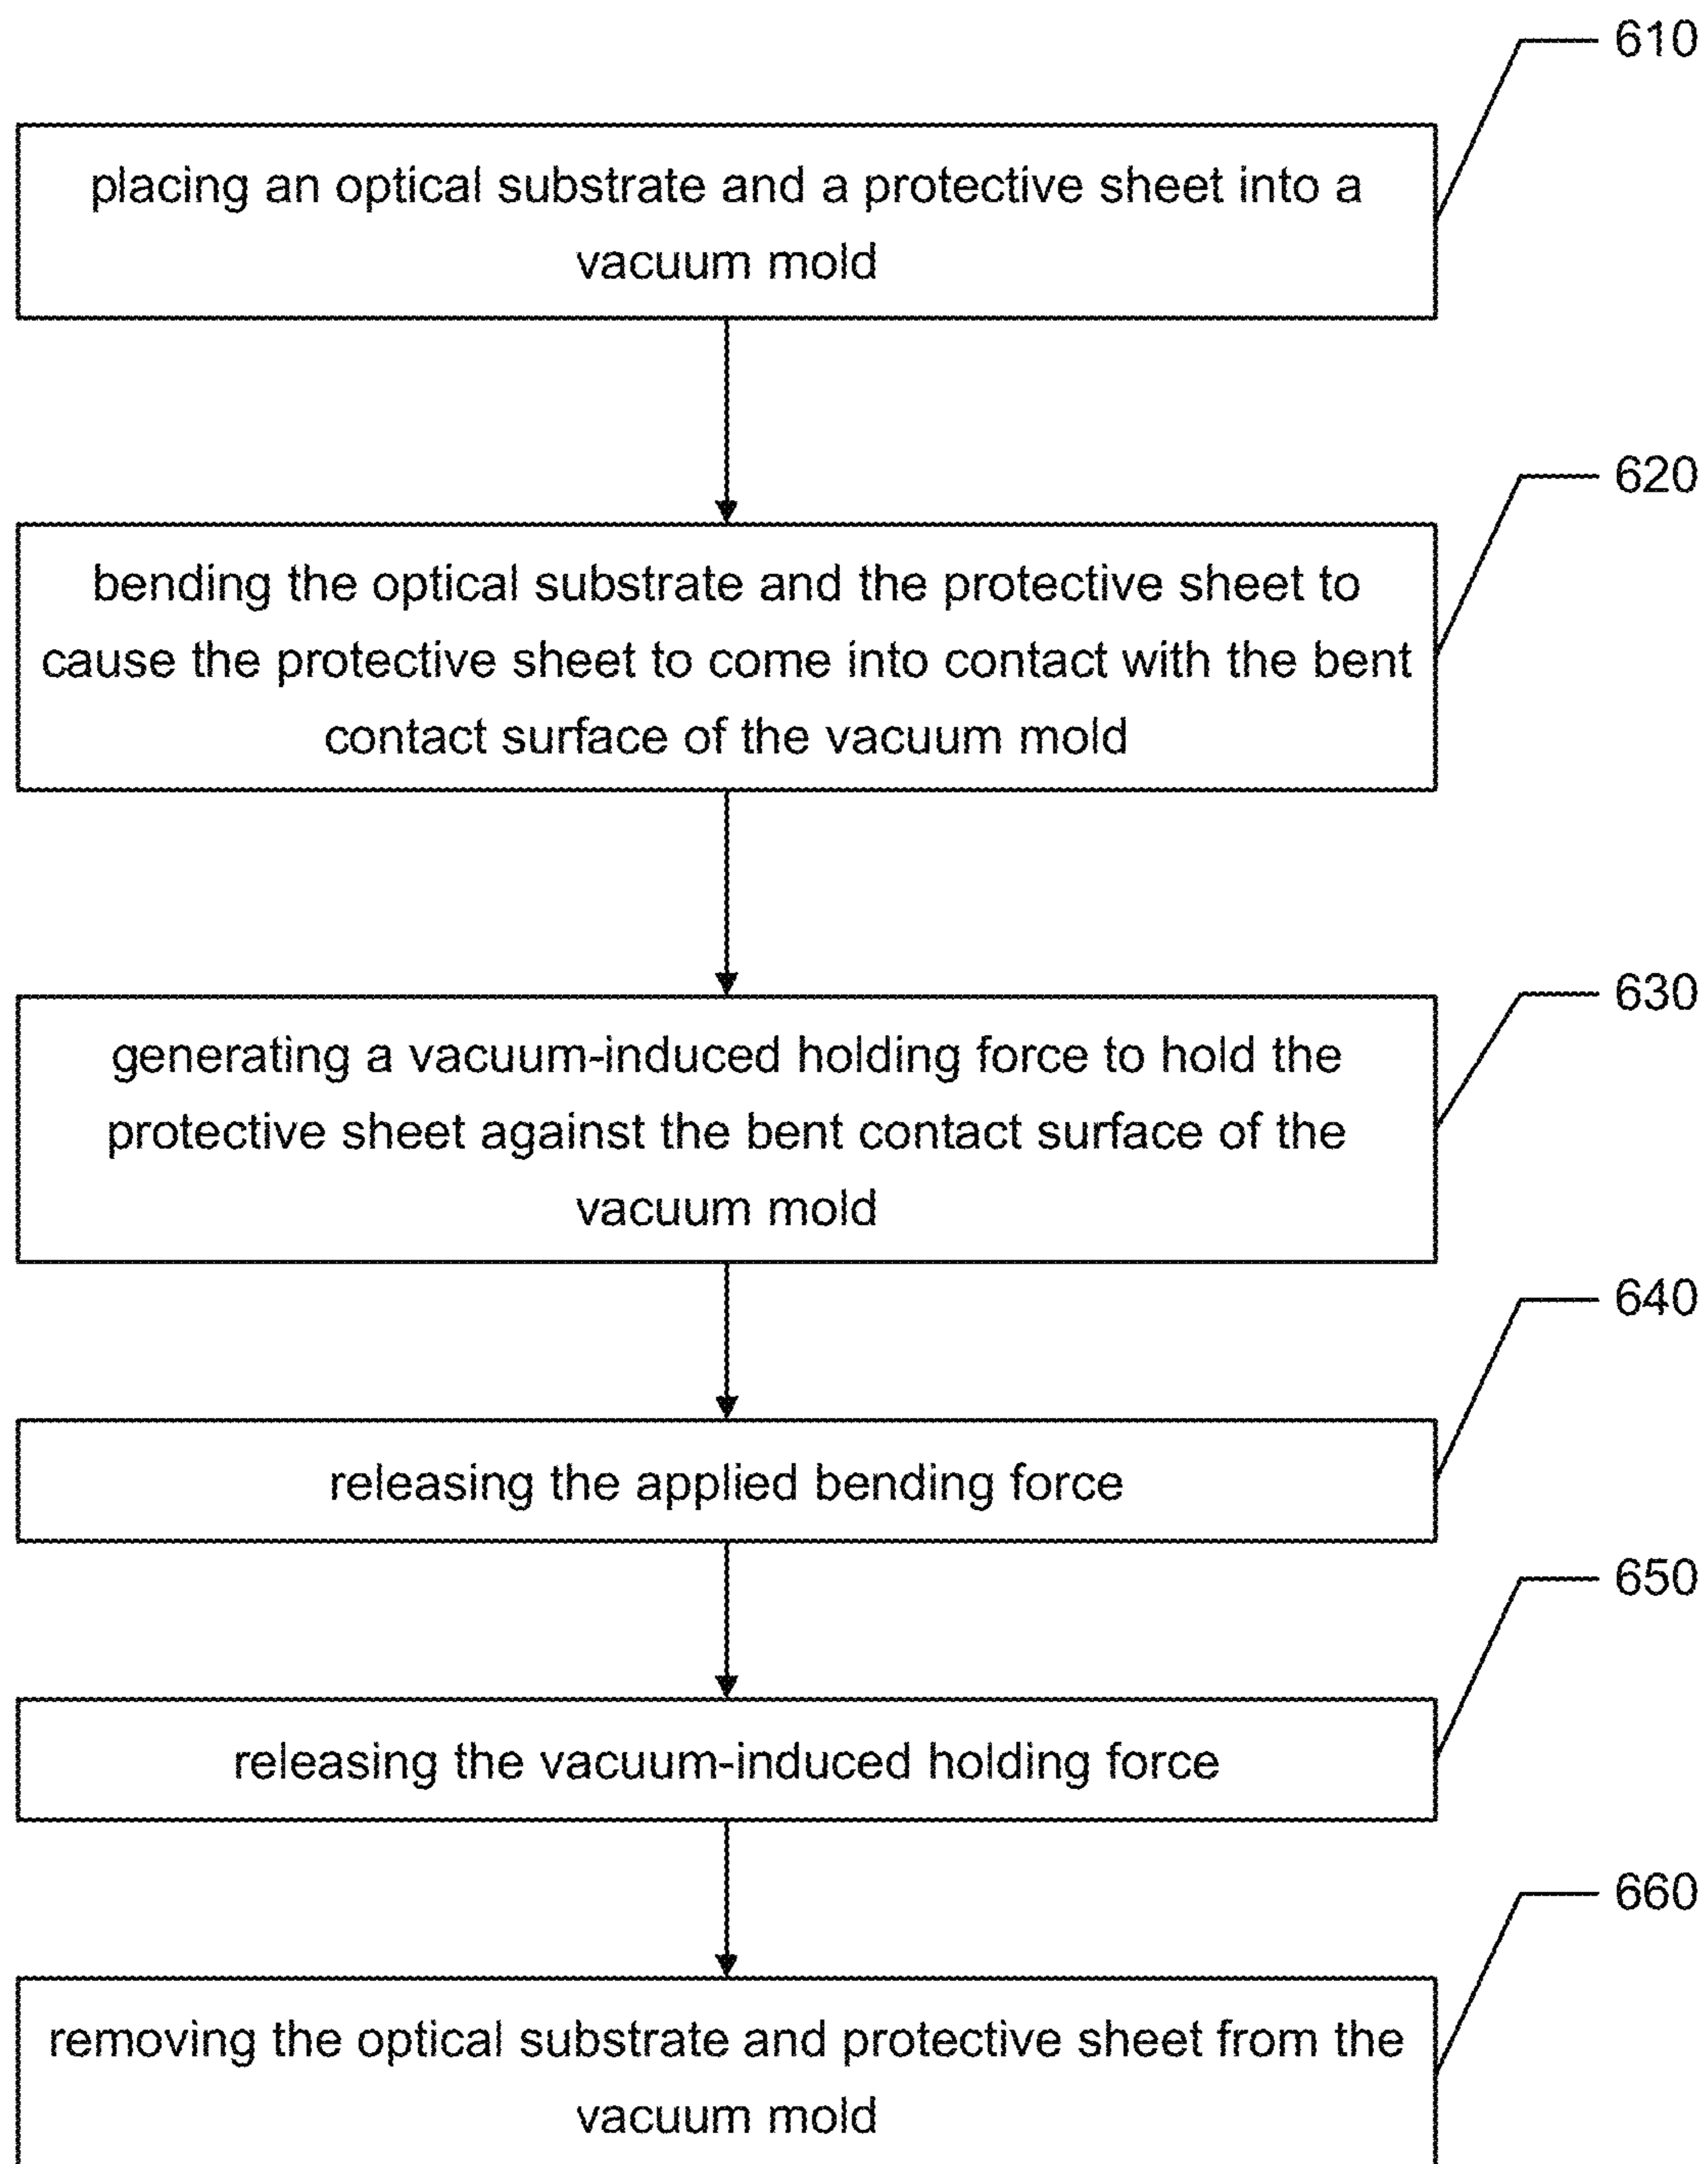 610
placing an optical substrate and a protective sheet into a
vacuum mold
620
bending the optical substrate and the protective sheet to
cause the protective sheet to come into contact with the bent
contact surface of the vacuum mold
630
generating a vacuum-induced holding force to hold the
protective sheet against the bent contact surface of the
vacuum mold
640
releasing the applied bending force
650
releasing the vacuum-induced holding force
660
removing the optical substrate and protective sheet from the
vacuum mold